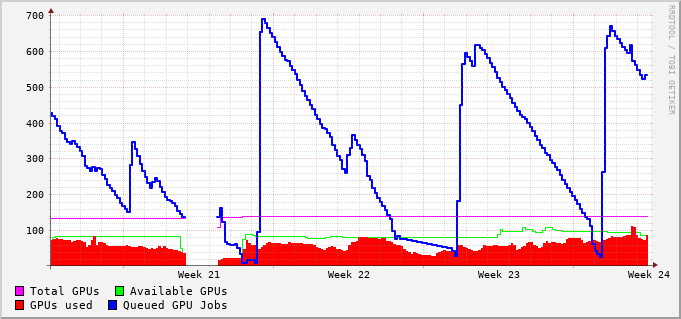 700
600
500
400
300
200
100
Week 21 Week 22 Week 23 Week 24
Total GPUs Available GPUs
GPUs used Queued GPU Jobs
RRDTOOL / TOBI OETIKER